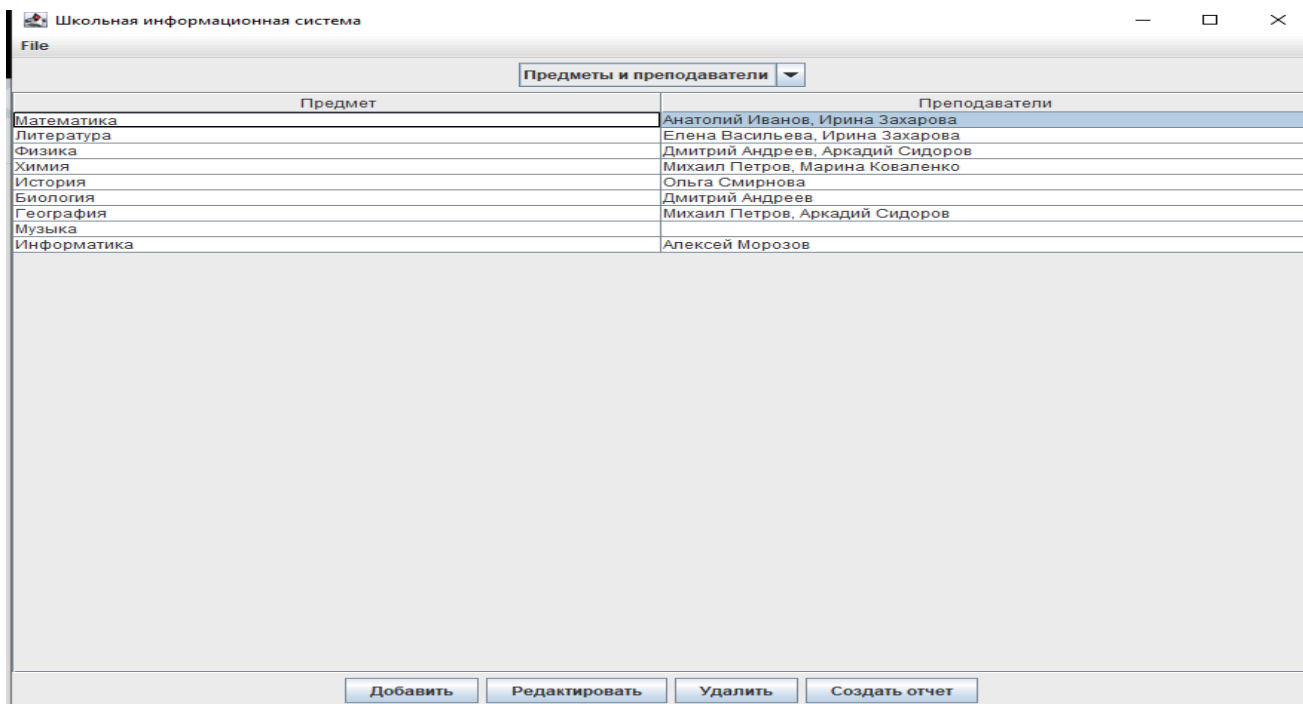 Школьная информационная система
File
Предметы и преподаватели
Предмет Преподаватели
Математика Анатолий Иванов, Ирина Захарова
Литература Елена Васильева, Ирина Захарова
Физика Дмитрий Андреев, Аркадий Сидоров
Химия Михаил Петров, Марина Коваленко
История Ольга Смирнова
Биология Дмитрий Андреев
География Михаил Петров, Аркадий Сидоров
Музыка
Информатика Алексей Морозов
Добавить Редактировать Удалить Создать отчет